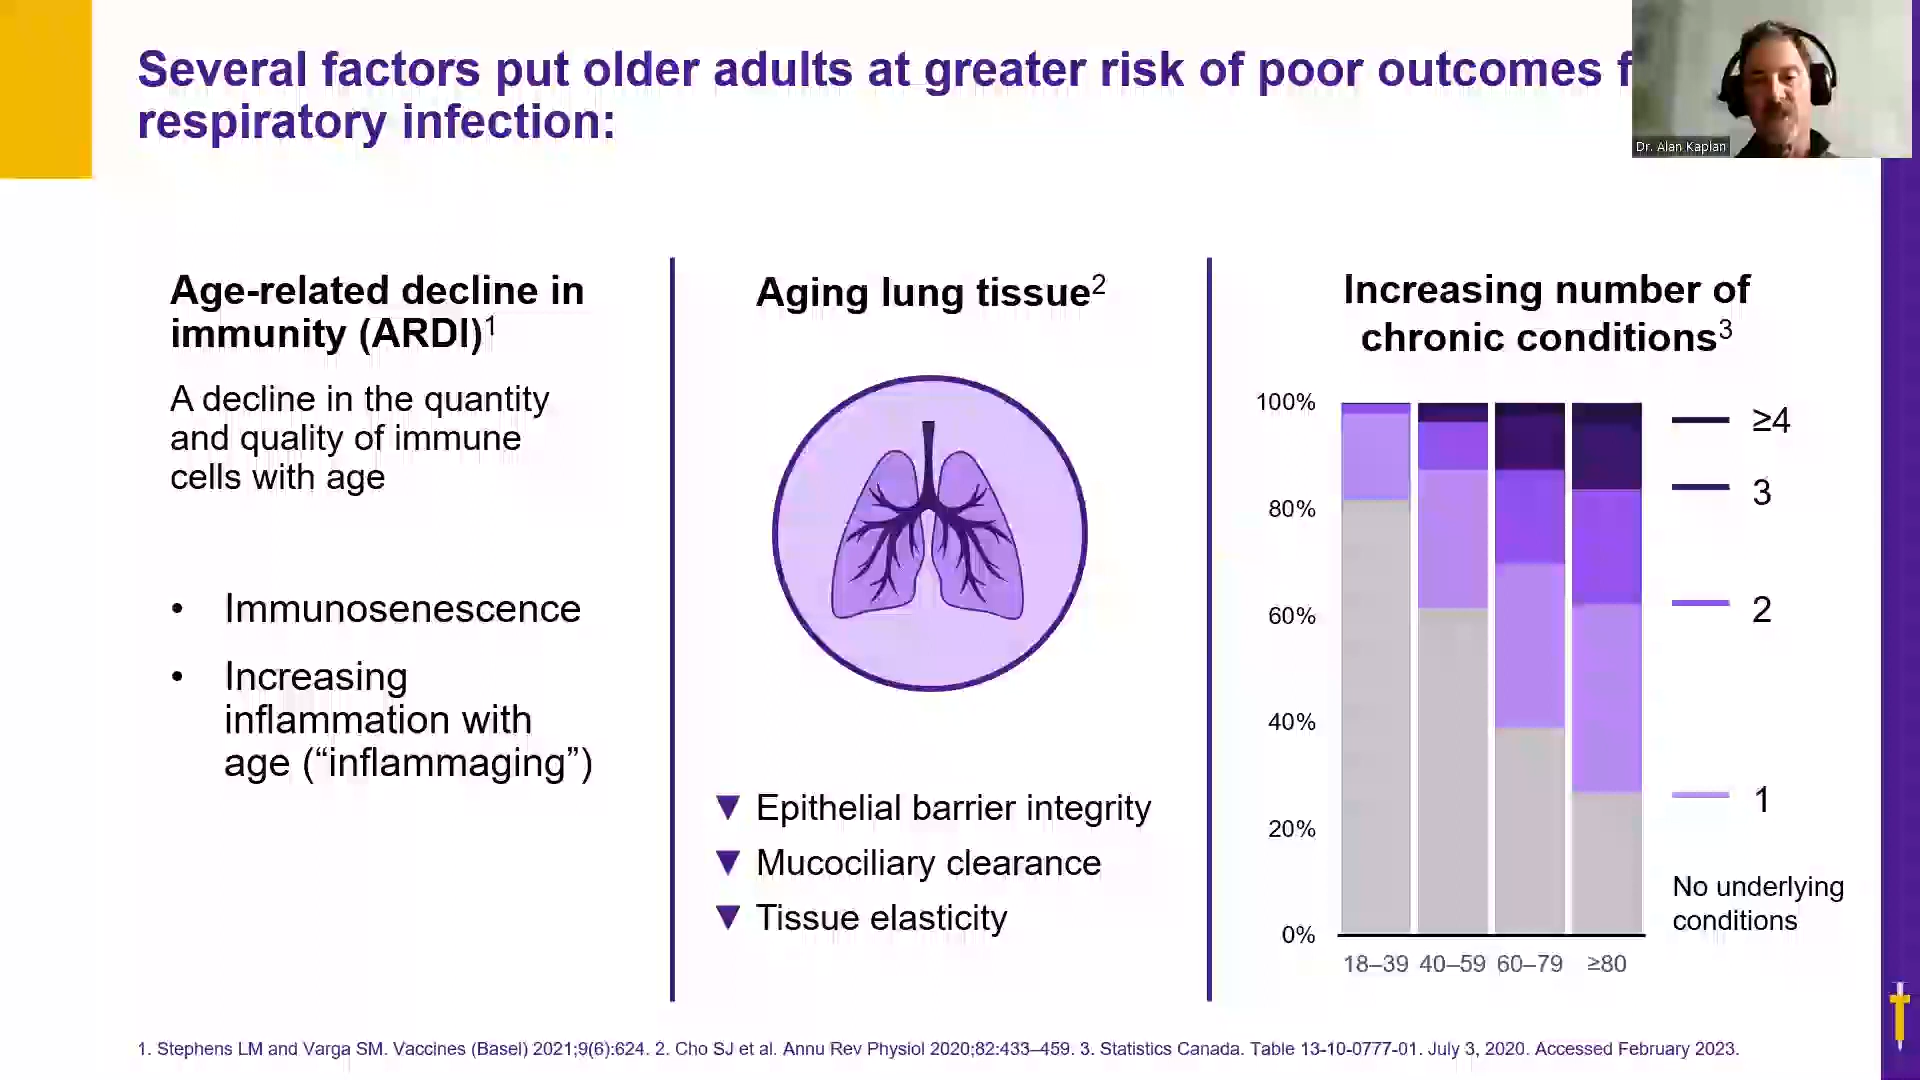 Several factors put older adults at greater risk of poor outcomes f
respiratory infection:
Dr. Alan Kaplan
Age-related decline in
immunity (ARDI)1
A decline in the quantity
and quality of immune
cells with age
• Immunosenescence
• Increasing
inflammation with
age (“inflammaging”)
Aging lung tissue2
▼ Epithelial barrier integrity
▼ Mucociliary clearance
▼ Tissue elasticity
Increasing number of
chronic conditions3
100%
80%
60%
40%
20%
0%
18–39 40–59 60–79 ≥80
≥4
3
2
1
No underlying
conditions
1. Stephens LM and Varga SM. Vaccines (Basel) 2021;9(6):624. 2. Cho SJ et al. Annu Rev Physiol 2020;82:433–459. 3. Statistics Canada. Table 13-10-0777-01. July 3, 2020. Accessed February 2023.